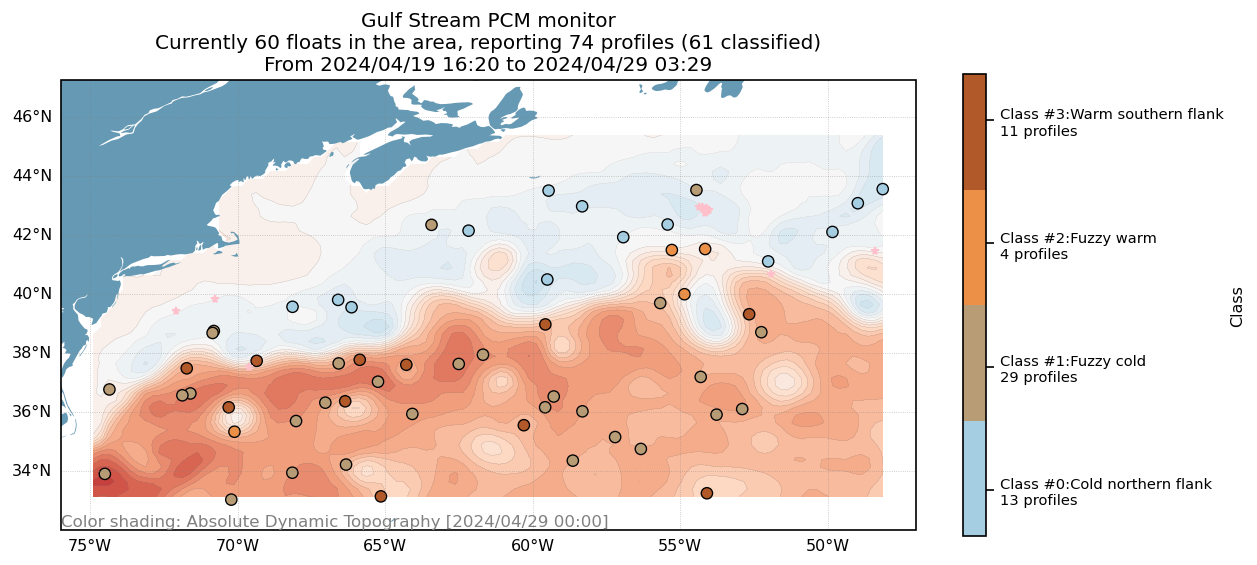 Gulf Stream PCM monitor
Currently 60 floats in the area, reporting 74 profiles (61 classified)
From 2024/04/19 16:20 to 2024/04/29 03:29
46°N
44°N
42°N
40°N
38°N
36°N
34°N
Color shading: Absolute Dynamic Topography [2024/04/29 00:00]
75°W
70°W
65°W
60°W
55°W
50°W
Class #3:Warm southern flank
11 profiles
Class #2:Fuzzy warm
4 profiles
Class #1:Fuzzy cold
29 profiles
Class #0:Cold northern flank
13 profiles
Class